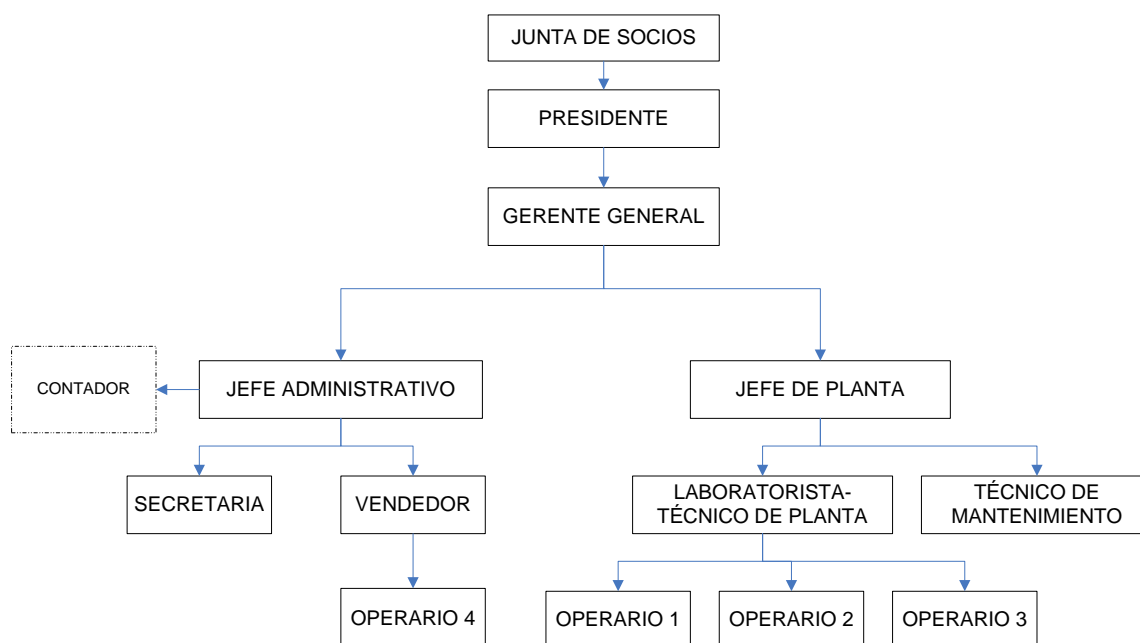 JUNTA DE SOCIOS
PRESIDENTE
GERENTE GENERAL
CONTADOR
JEFE ADMINISTRATIVO
JEFE DE PLANTA
SECRETARIA
VENDEDOR
LABORATORISTA-
TÉCNICO DE PLANTA
TÉCNICO DE
MANTENIMIENTO
OPERARIO 4
OPERARIO 1
OPERARIO 2
OPERARIO 3